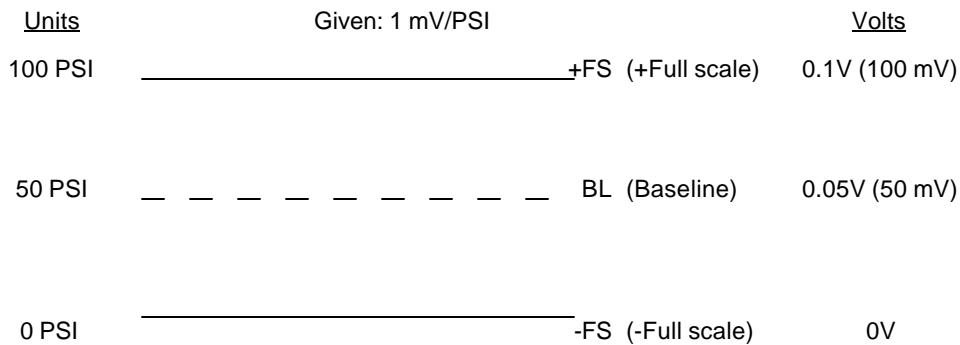 Units Given: 1 mV/PSI Volts
100 PSI +FS (+Full scale) 0.1V (100 mV)
50 PSI BL (Baseline) 0.05V (50 mV)
0 PSI -FS (-Full scale) 0V